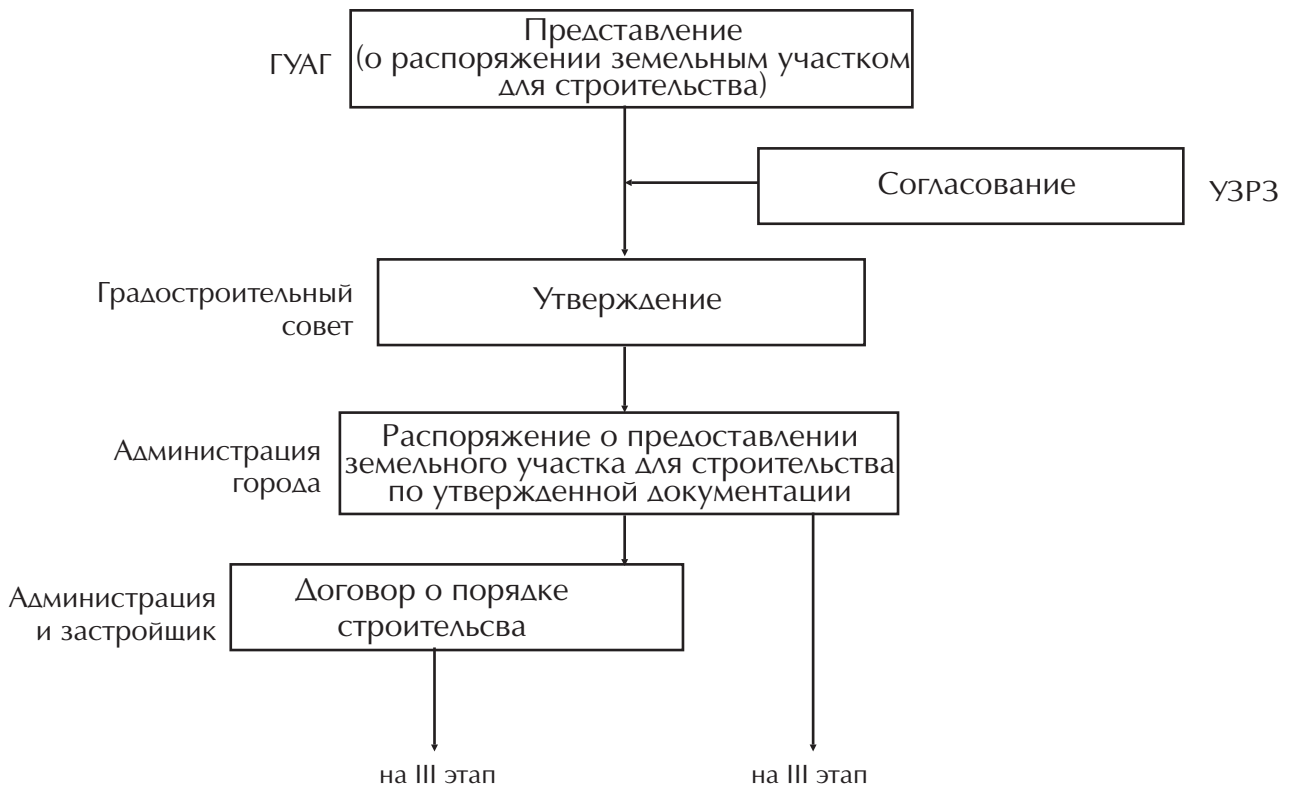 Представление
ГУАГ
(о распоряжении земельным участком
для строительства)
Согласование
УЗРЗ
Градостроительный
совет
Утверждение
Администрация
города
Распоряжение о предоставлении
земельного участка для строительства
по утвержденной документации
Администрация
и застройщик
Договор о порядке
строительсва
на III этап
на III этап